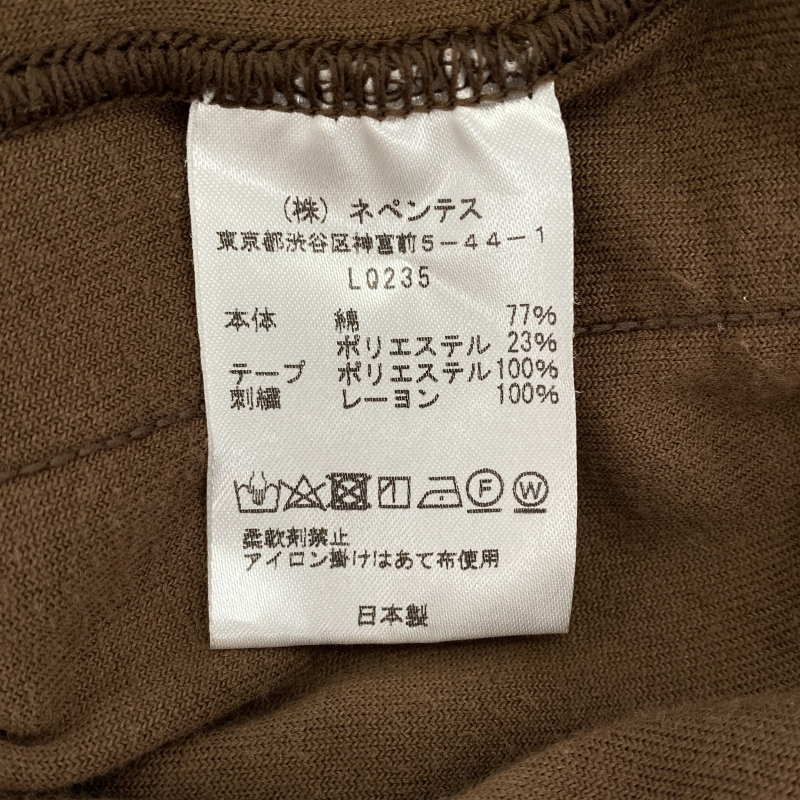 (株) ネペンテス
東京都渋谷区神宮前5-44-1
LQ235
本体 綿 77%
ポリエステル 23%
テープ ポリエステル 100%
刺繍 レーヨン 100%
F W
柔軟剤禁止
アイロン掛けはあて布使用
日本製